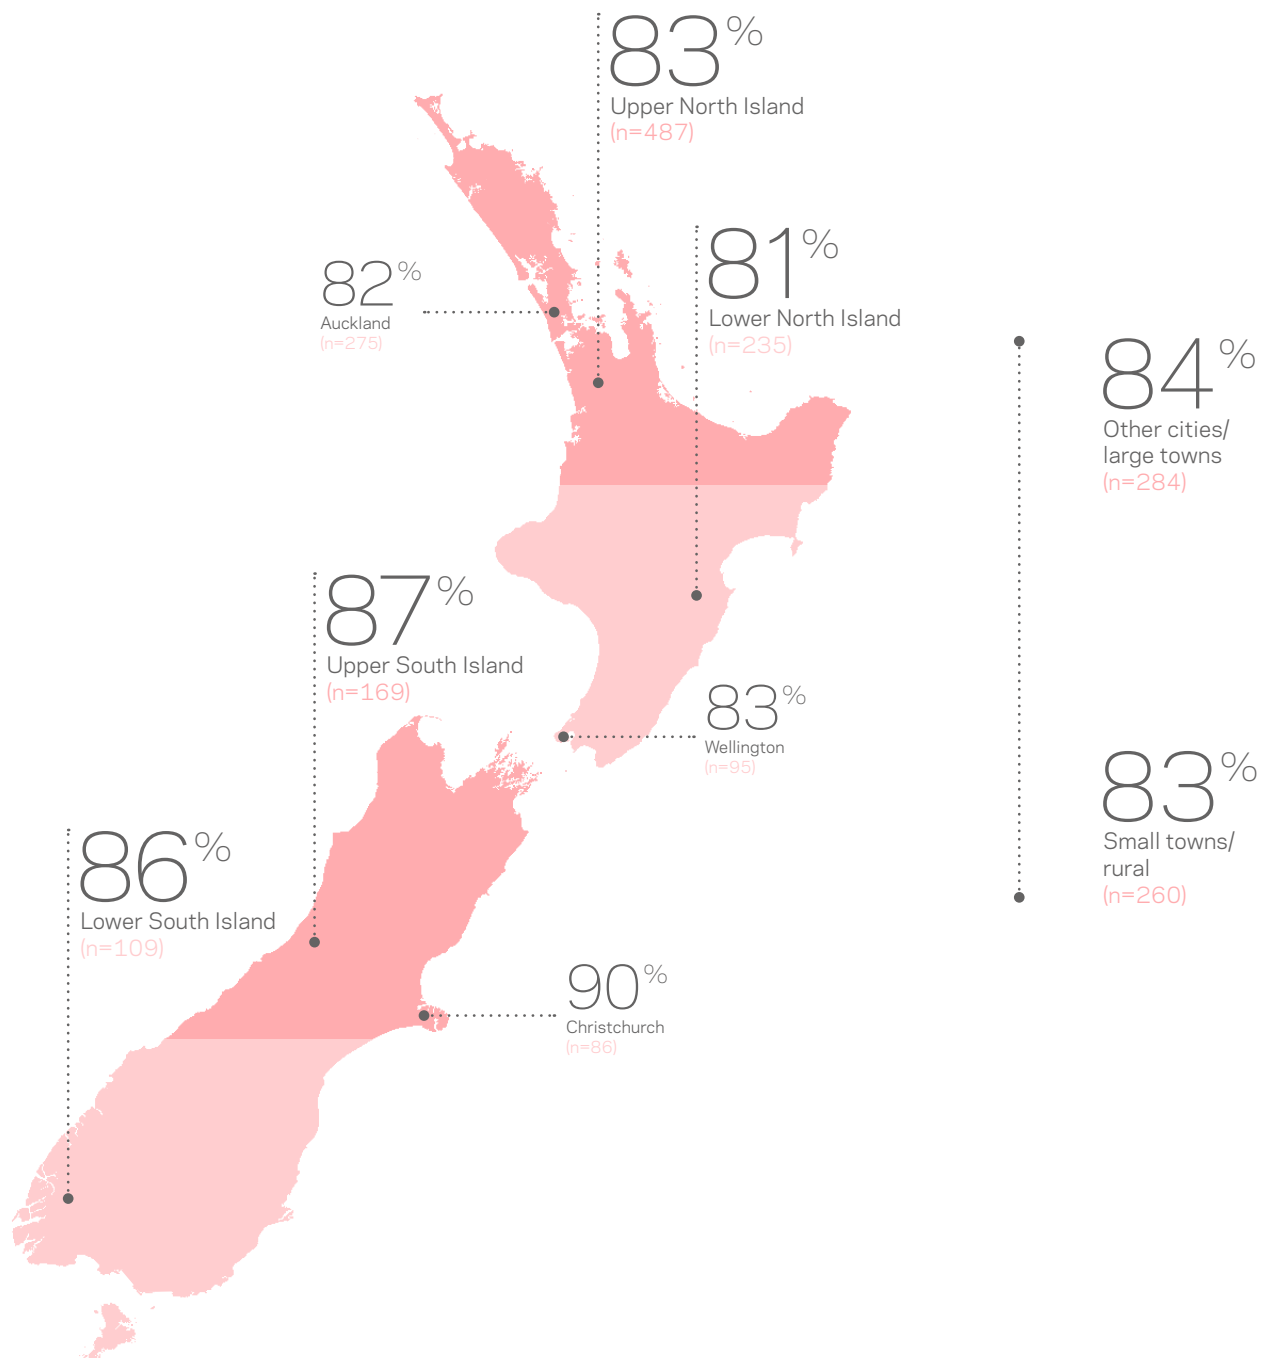 83%
Upper North Island
(n=487)
82%
Auckland
(n=275)
81%
Lower North Island
(n=235)
84%
Other cities/
large towns
(n=284)
87%
Upper South Island
(n=169)
83%
Wellington
(n=95)
83%
Small towns/
rural
(n=260)
86%
Lower South Island
(n=109)
90%
Christchurch
(n=86)